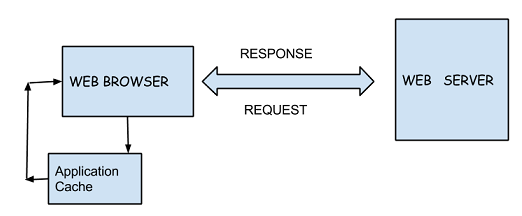 RESPONSE
WEB BROWSER
WEB SERVER
REQUEST
Application
Cache